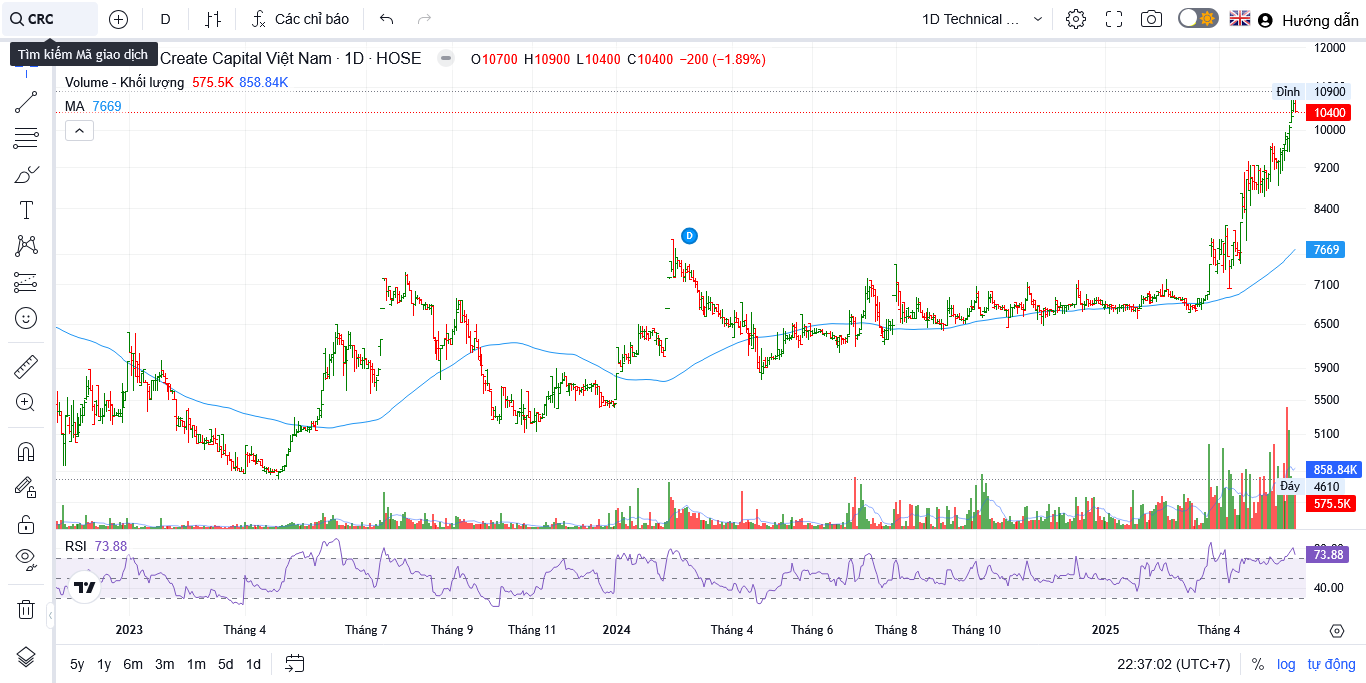 CRC
D
Các chỉ báo
1D Technical ...
Hướng dẫn
Tìm kiếm Mã giao dịch
Create Capital Việt Nam · 1D · HOSE
O10700 H10900 L10400 C10400 −200 (−1.89%)
Volume - Khối lượng 575.5K 858.84K
MA 7669
12000
Đỉnh 10900
10400
10000
9200
8400
D
7669
7100
6500
5900
5500
5100
858.84K
Đáy 4610
575.5K
RSI 73.88
73.88
40.00
2023 Tháng 4 Tháng 7 Tháng 9 Tháng 11 2024 Tháng 4 Tháng 6 Tháng 8 Tháng 10 2025 Tháng 4
5y 1y 6m 3m 1m 5d 1d
22:37:02 (UTC+7) % log tự động